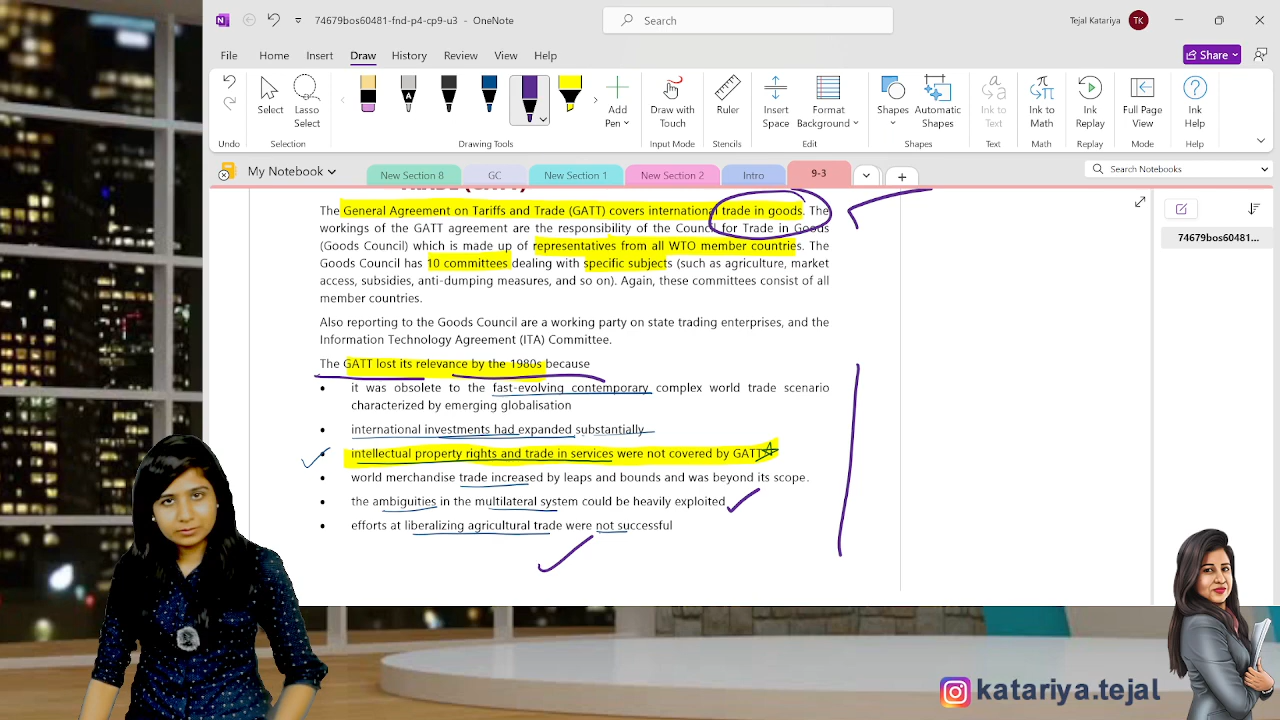 74679bos60481-fnd-p4-cp9-u3 - OneNote
Search
Tejal Katariya
TK
File Home Insert Draw History Review View Help
Share
Select
Lasso Select
Add Pen
Draw with Touch
Ruler
Insert Space
Format Background
Shapes
Automatic Shapes
Ink to Text
Ink to Math
Ink Replay
Full Page View
Ink Help
Undo Selection Drawing Tools Input Mode Stencils Edit Shapes Text Math Replay View Help
My Notebook
New Section 8
GC
New Section 1
New Section 2
Intro
9-3
Search Notebooks
74679bos60481...
The General Agreement on Tariffs and Trade (GATT) covers international trade in goods. The
workings of the GATT agreement are the responsibility of the Council for Trade in Goods
(Goods Council) which is made up of representatives from all WTO member countries. The
Goods Council has 10 committees dealing with specific subjects (such as agriculture, market
access, subsidies, anti-dumping measures, and so on). Again, these committees consist of all
member countries.
Also reporting to the Goods Council are a working party on state trading enterprises, and the
Information Technology Agreement (ITA) Committee.
The GATT lost its relevance by the 1980s because
• it was obsolete to the fast-evolving contemporary complex world trade scenario
characterized by emerging globalisation
• international investments had expanded substantially
• intellectual property rights and trade in services were not covered by GATT
• world merchandise trade increased by leaps and bounds and was beyond its scope.
• the ambiguities in the multilateral system could be heavily exploited
• efforts at liberalizing agricultural trade were not successful
katariya.tejal